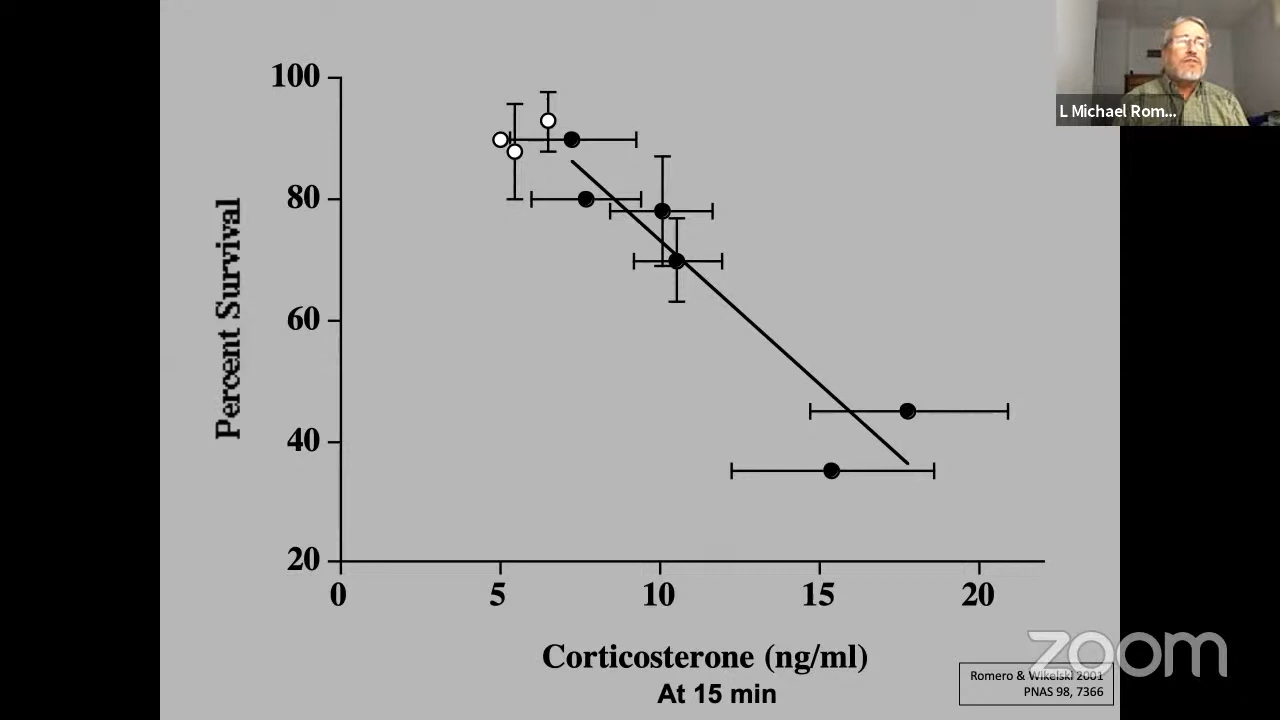 L Michael Rom...
100
80
60
40
20
Percent Survival
0 5 10 15 20
Corticosterone (ng/ml)
At 15 min
zoom
Romero & Wikelski 2001
PNAS 98, 7366